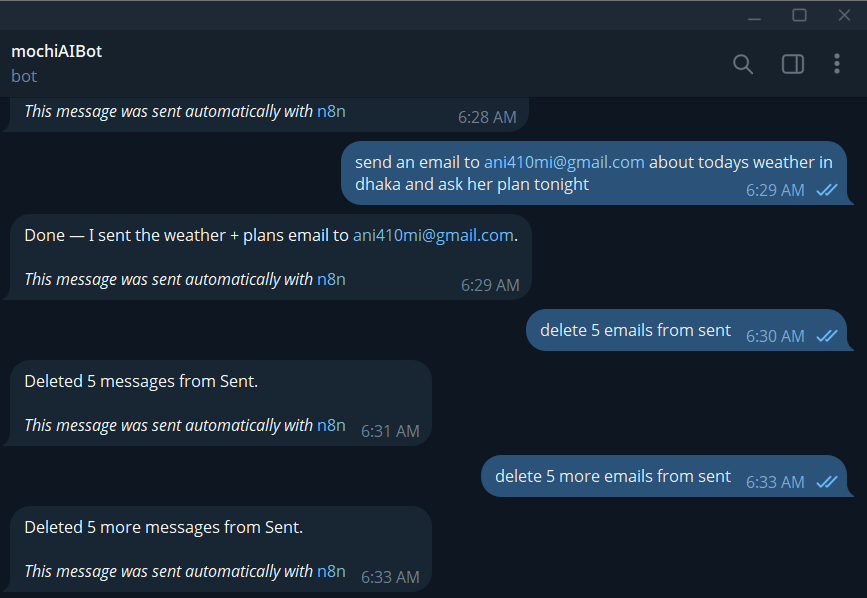 mochiAIBot
bot
This message was sent automatically with n8n
6:28 AM
send an email to ani410mi@gmail.com about todays weather in
dhaka and ask her plan tonight
6:29 AM
Done — I sent the weather + plans email to ani410mi@gmail.com.
This message was sent automatically with n8n
6:29 AM
delete 5 emails from sent
6:30 AM
Deleted 5 messages from Sent.
This message was sent automatically with n8n
6:31 AM
delete 5 more emails from sent
6:33 AM
Deleted 5 more messages from Sent.
This message was sent automatically with n8n
6:33 AM